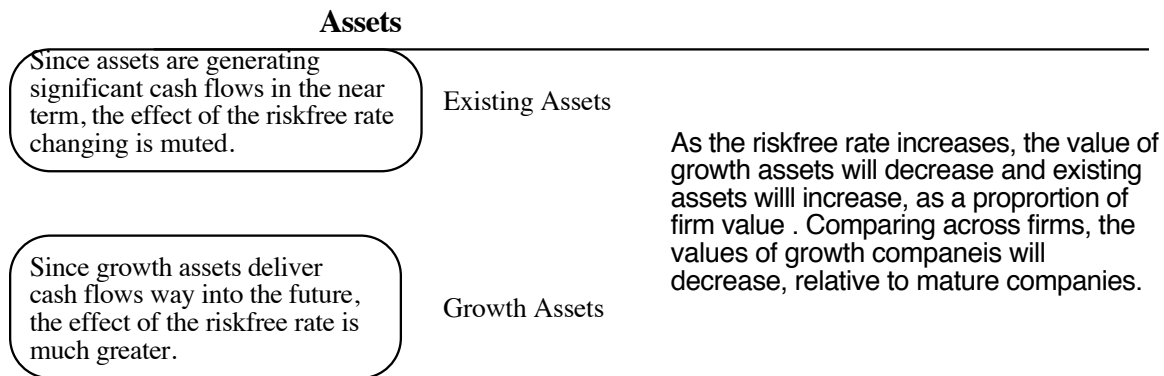 Assets
Since assets are generating
significant cash flows in the near
term, the effect of the riskfree rate
changing is muted.
Existing Assets
As the riskfree rate increases, the value of
growth assets will decrease and existing
assets willl increase, as a proprortion of
firm value . Comparing across firms, the
values of growth companeis will
decrease, relative to mature companies.
Since growth assets deliver
cash flows way into the future,
the effect of the riskfree rate is
much greater.
Growth Assets